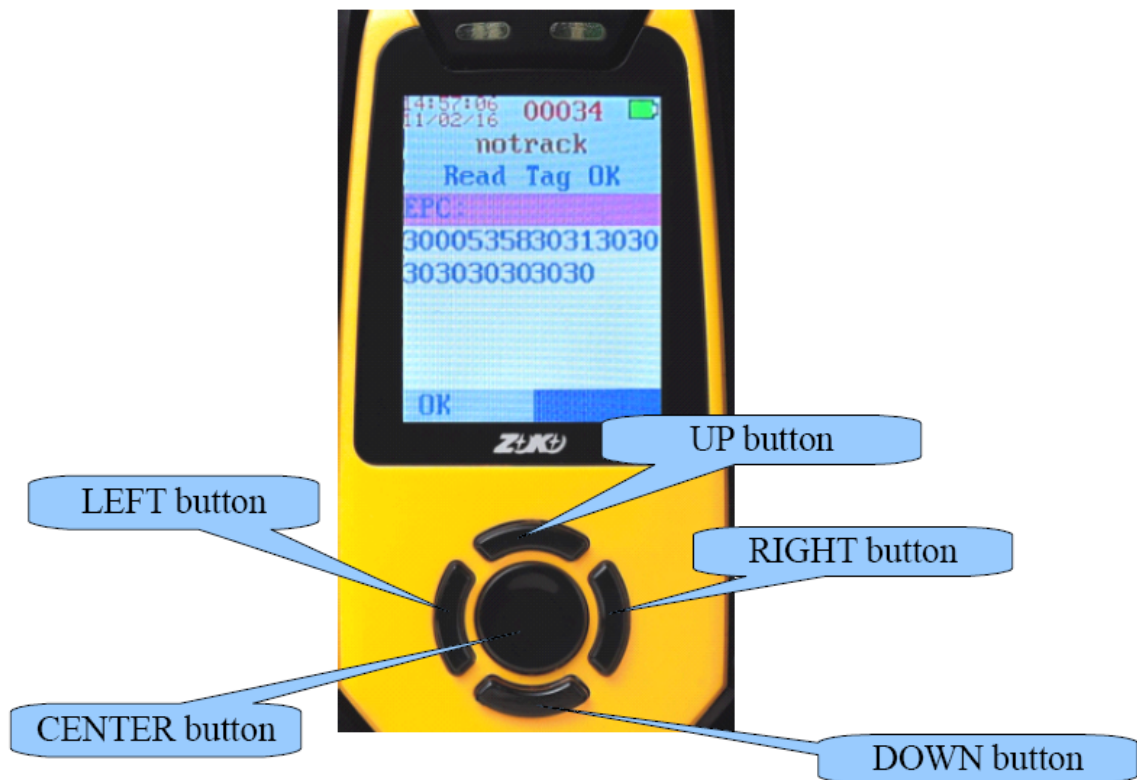 14:57:06
11/02/16
00034
notrack
Read Tag OK
EPC:
3000535830313030
303030303030
OK
ZUKO
UP button
LEFT button
RIGHT button
CENTER button
DOWN button